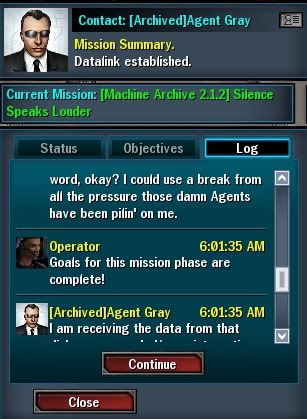 Contact: [Archived]Agent Gray
Mission Summary.
Datalink established.
Current Mission: [Machine Archive 2.1.2] Silence
Speaks Louder
Status Objectives Log
word, okay? I could use a break from
all the pressure those damn Agents
have been pilin' on me.
Operator 6:01:35 AM
Goals for this mission phase are
complete!
[Archived]Agent Gray 6:01:35 AM
I am receiving the data from that
Continue
Close